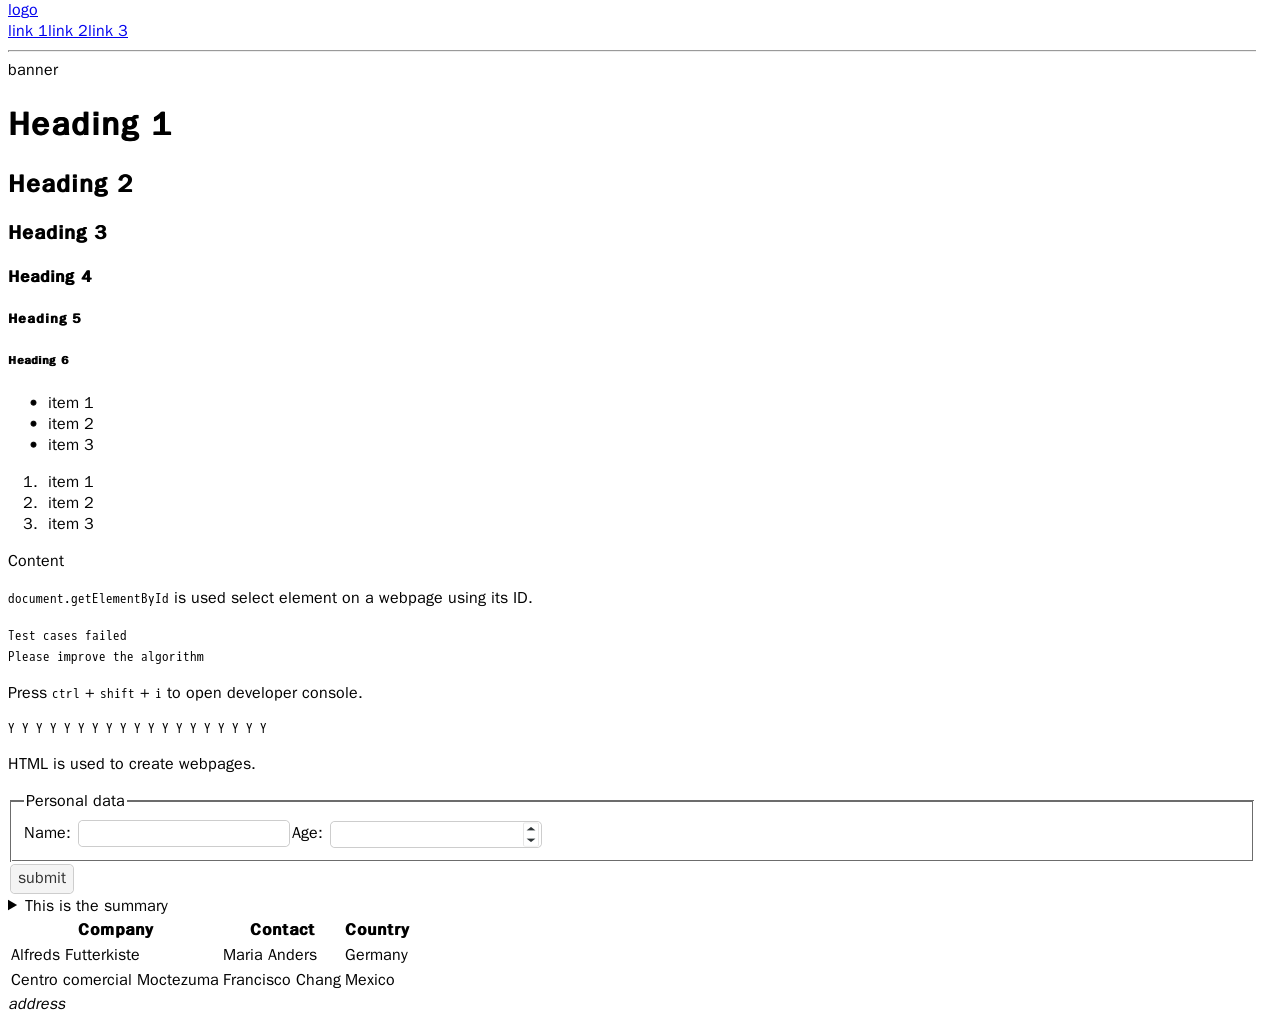 logo
link 1link 2link 3
banner
Heading 1
Heading 2
Heading 3
Heading 4
Heading 5
Heading 6
• item 1
• item 2
• item 3
1. item 1
2. item 2
3. item 3
Content
document.getElementById is used select element on a webpage using its ID.
Test cases failed
Please improve the algorithm
Press ctrl + shift + i to open developer console.
Y Y Y Y Y Y Y Y Y Y Y Y Y Y Y Y Y Y Y
HTML is used to create webpages.
Personal data
Name: Age:
submit
This is the summary
Company Contact Country
Alfreds Futterkiste Maria Anders Germany
Centro comercial Moctezuma Francisco Chang Mexico
address